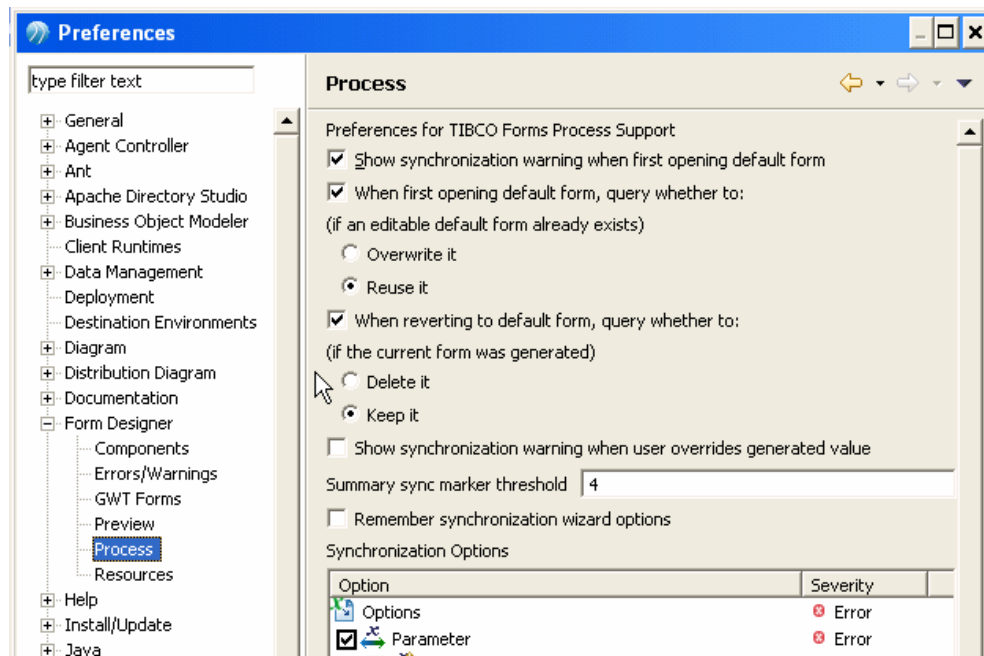 Preferences
type filter text
General
Agent Controller
Ant
Apache Directory Studio
Business Object Modeler
Client Runtimes
Data Management
Deployment
Destination Environments
Diagram
Distribution Diagram
Documentation
Form Designer
Components
Errors/Warnings
GWT Forms
Preview
Process
Resources
Help
Install/Update
Java
Process
Preferences for TIBCO Forms Process Support
Show synchronization warning when first opening default form
When first opening default form, query whether to:
(if an editable default form already exists)
Overwrite it
Reuse it
When reverting to default form, query whether to:
(if the current form was generated)
Delete it
Keep it
Show synchronization warning when user overrides generated value
Summary sync marker threshold 4
Remember synchronization wizard options
Synchronization Options
Option Severity
Options Error
Parameter Error